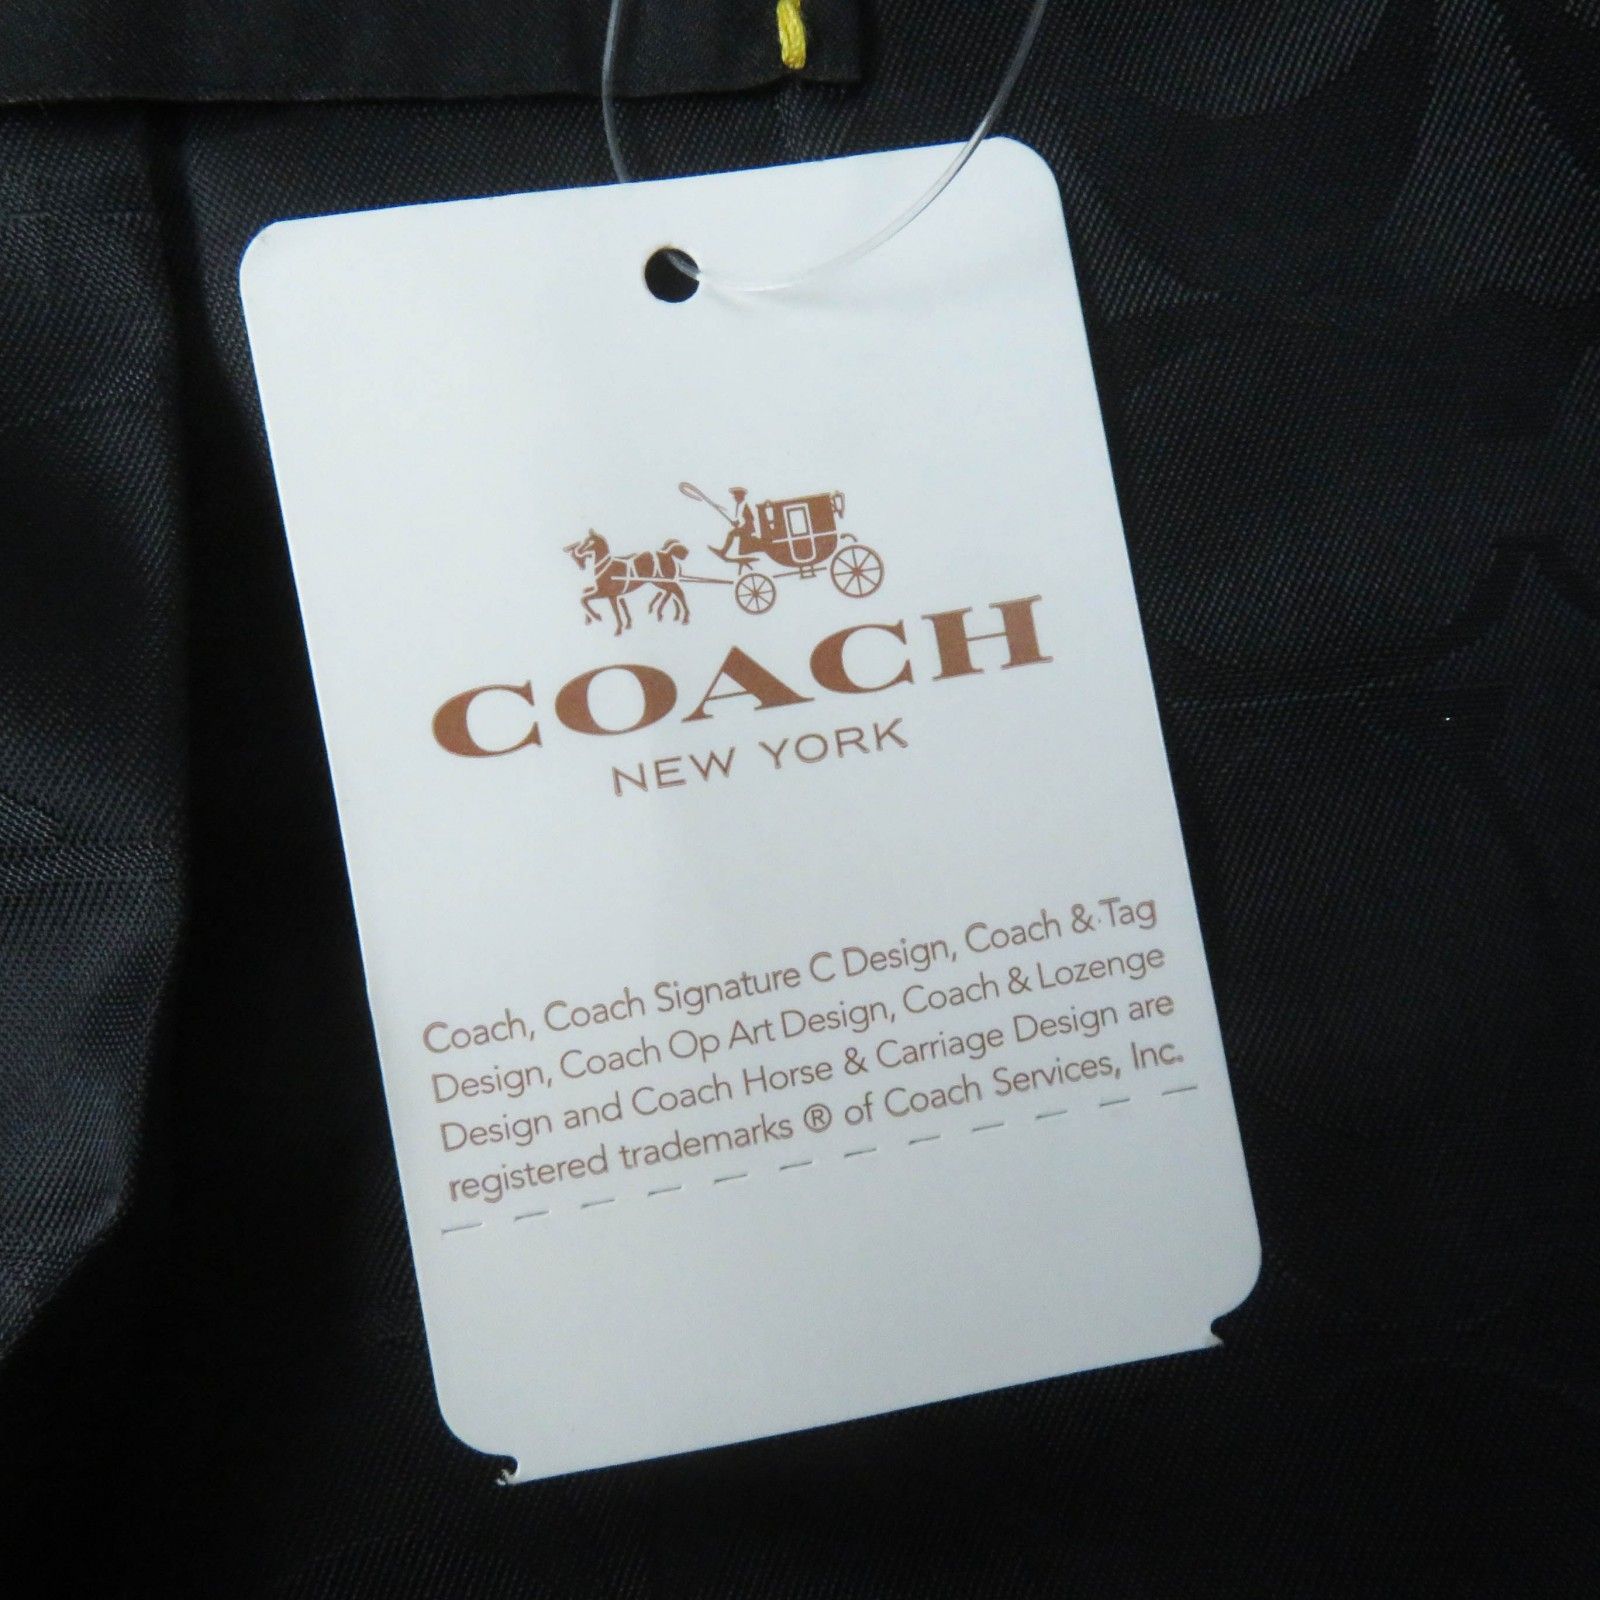 COACH
NEW YORK
Coach, Coach Signature C Design, Coach & Tag
Design, Coach Op Art Design, Coach & Lozenge
Design and Coach Horse & Carriage Design are
registered trademarks ® of Coach Services, Inc.